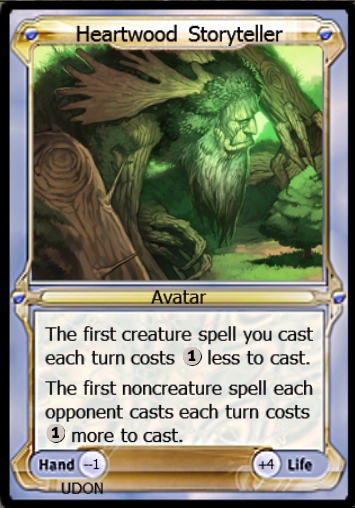 Heartwood Storyteller
Avatar
The first creature spell you cast
each turn costs 1 less to cast.
The first noncreature spell each
opponent casts each turn costs
1 more to cast.
Hand -1 +4 Life
UDON